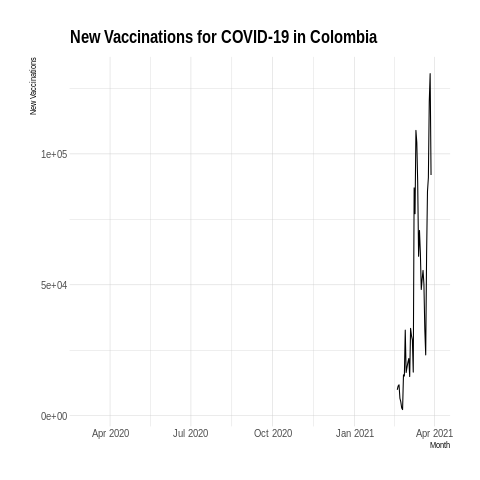 New Vaccinations for COVID-19 in Colombia
New Vaccinations
1e+05
5e+04
0e+00
Apr 2020 Jul 2020 Oct 2020 Jan 2021 Apr 2021
Month